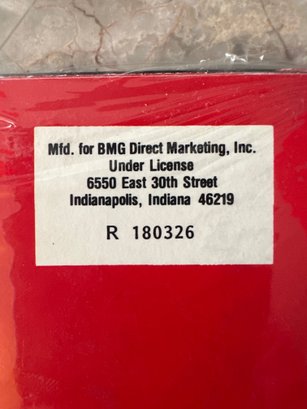 Mfd. for BMG Direct Marketing, Inc.
Under License
6550 East 30th Street
Indianapolis, Indiana 46219
R 180326